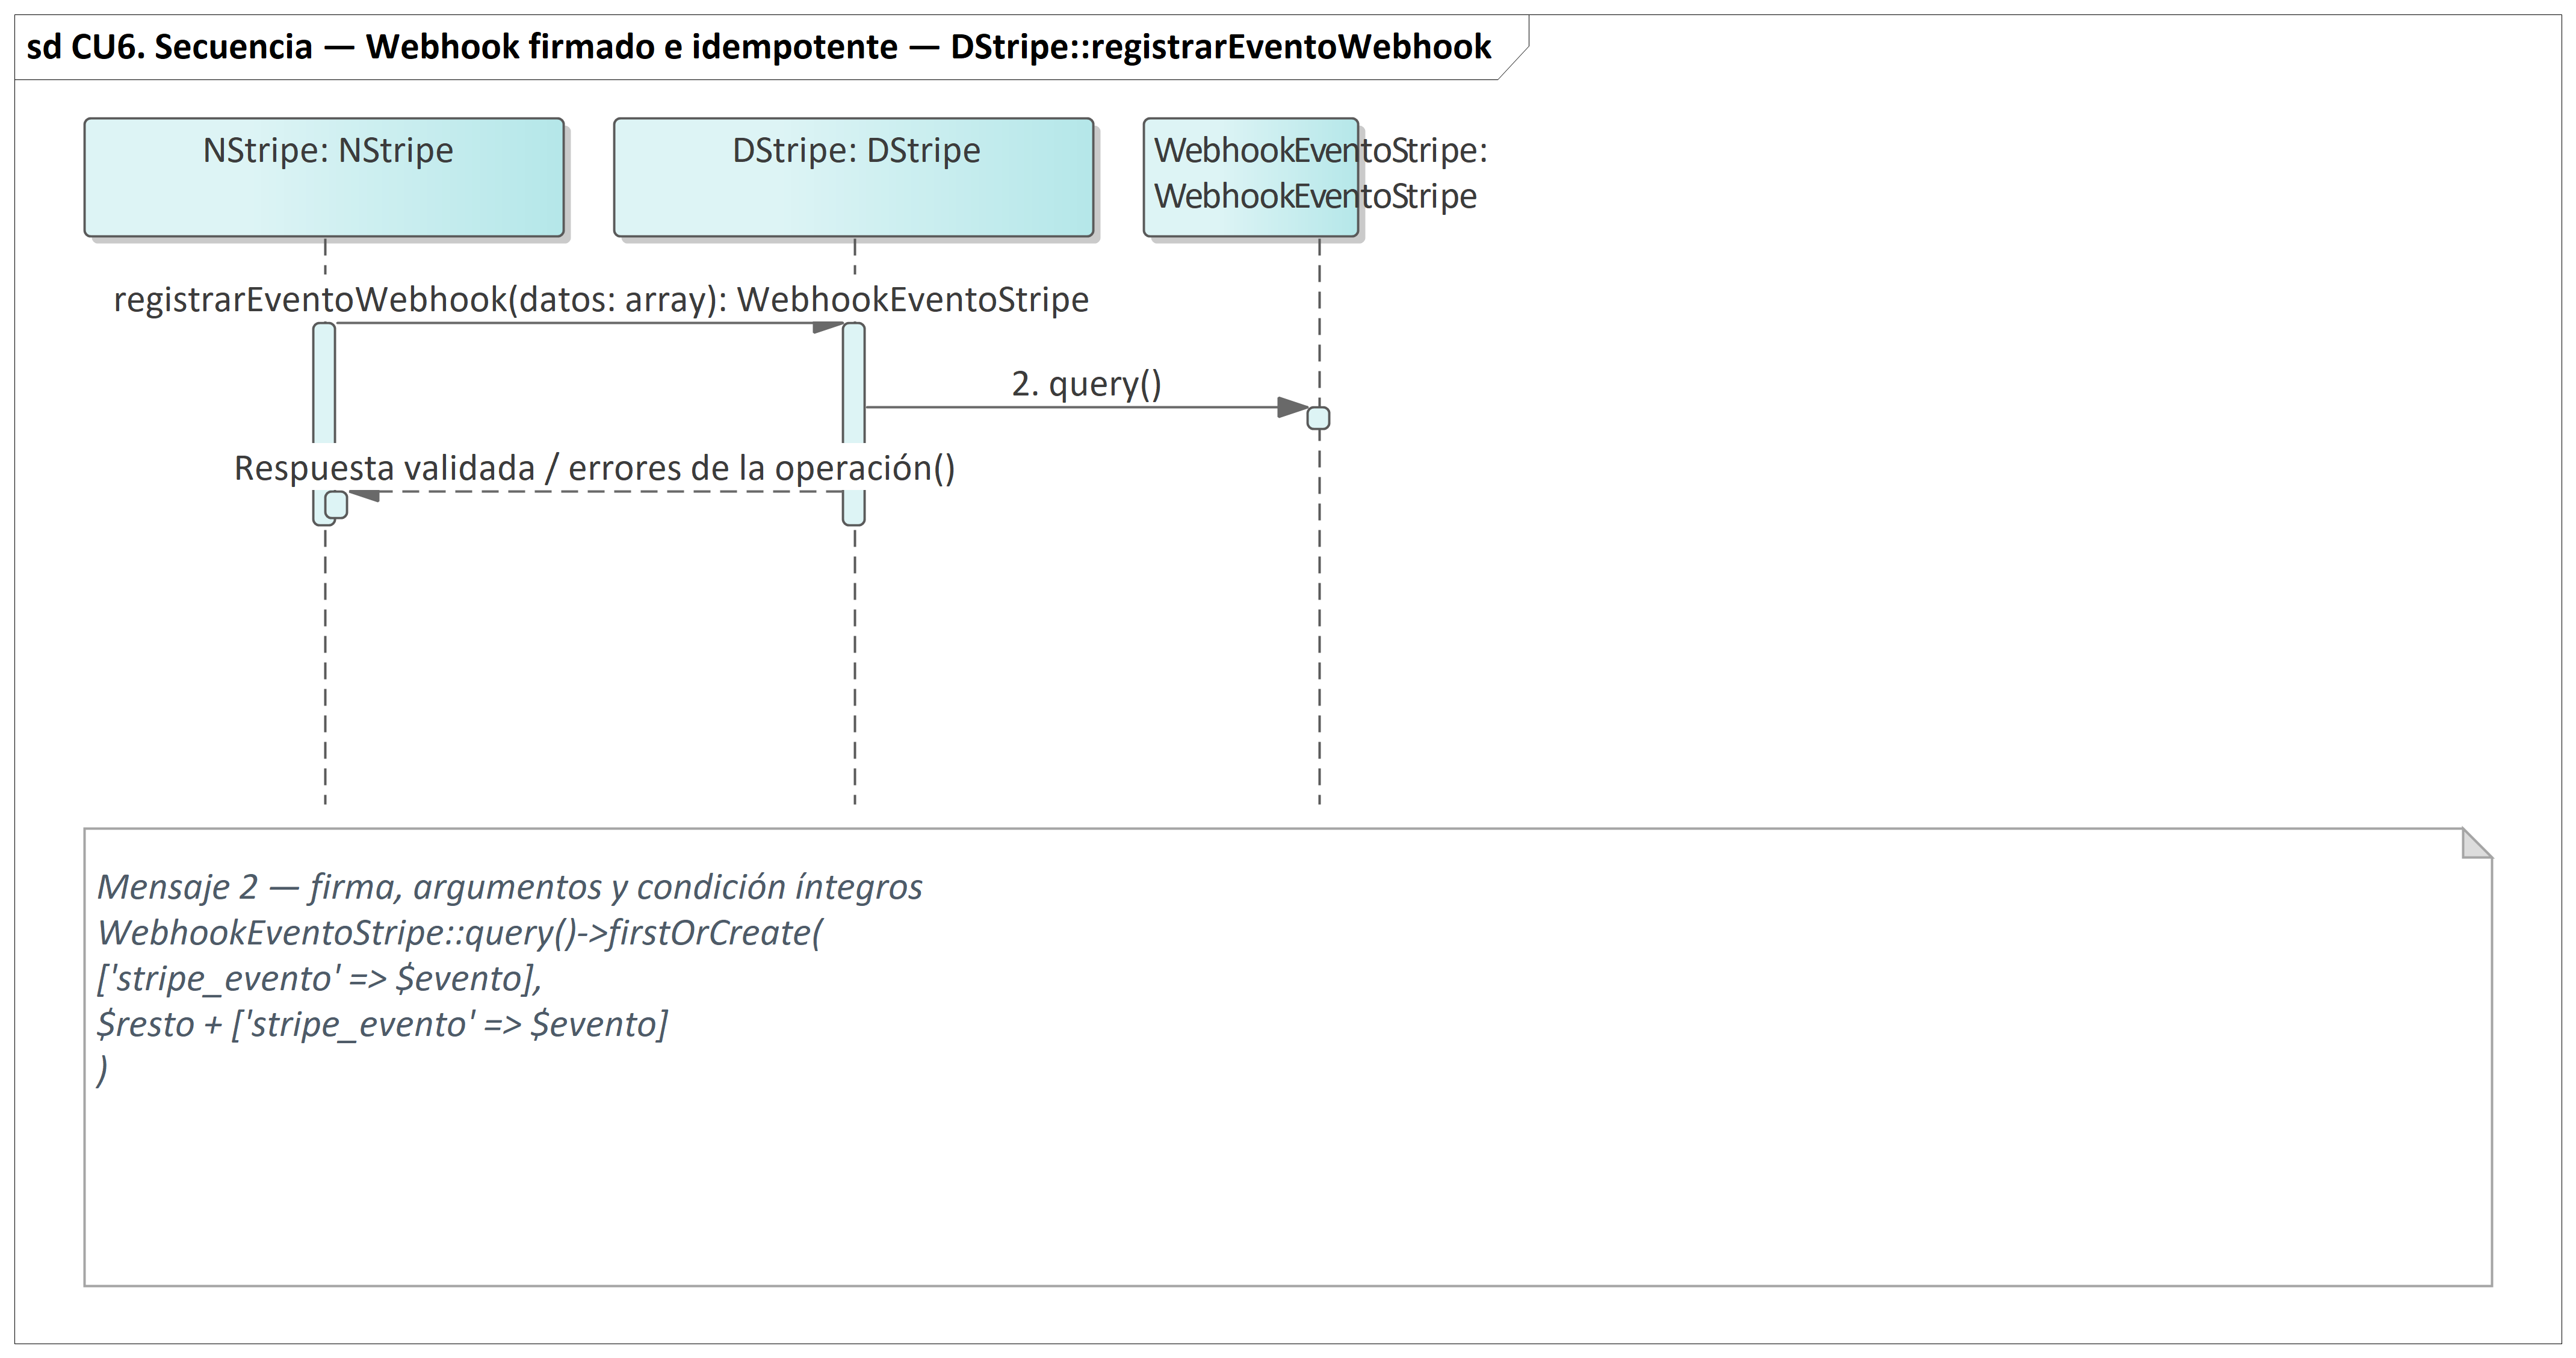 sd CU6. Secuencia — Webhook firmado e idempotente — DStripe::registrarEventoWebhook
NStripe: NStripe
DStripe: DStripe
WebhookEventoStripe:
WebhookEventoStripe
registrarEventoWebhook(datos: array): WebhookEventoStripe
2. query()
Respuesta validada / errores de la operación()
Mensaje 2 — firma, argumentos y condición íntegros
WebhookEventoStripe::query()->firstOrCreate(
['stripe_evento' => $evento],
$resto + ['stripe_evento' => $evento]
)